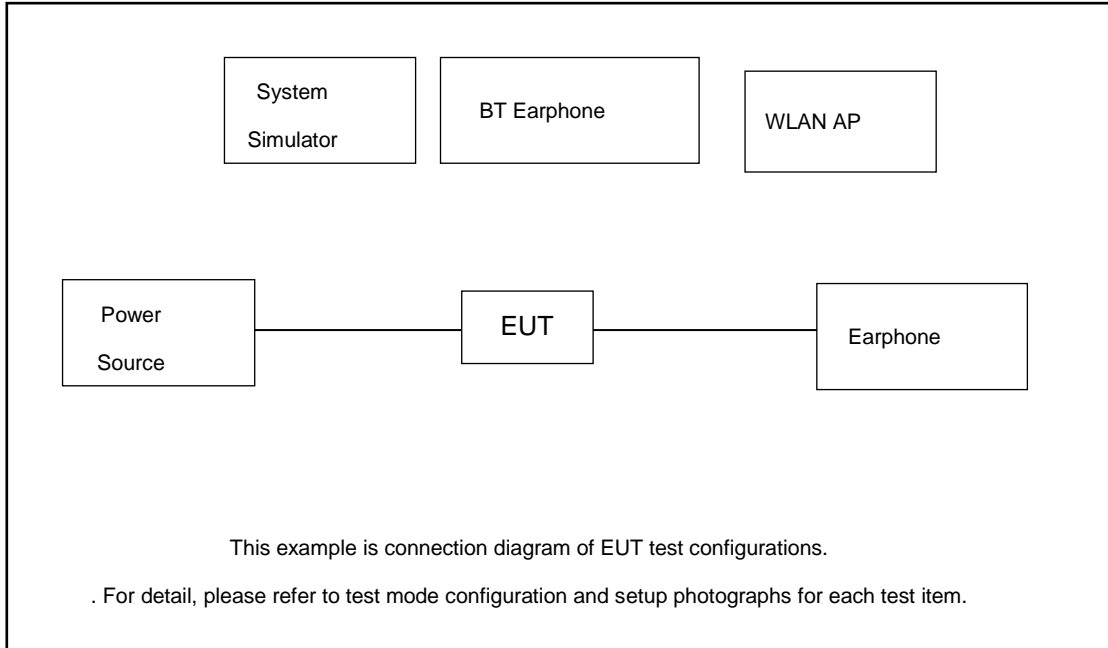 System
Simulator
BT Earphone
WLAN AP
Power
Source
EUT
Earphone
This example is connection diagram of EUT test configurations.
. For detail, please refer to test mode configuration and setup photographs for each test item.